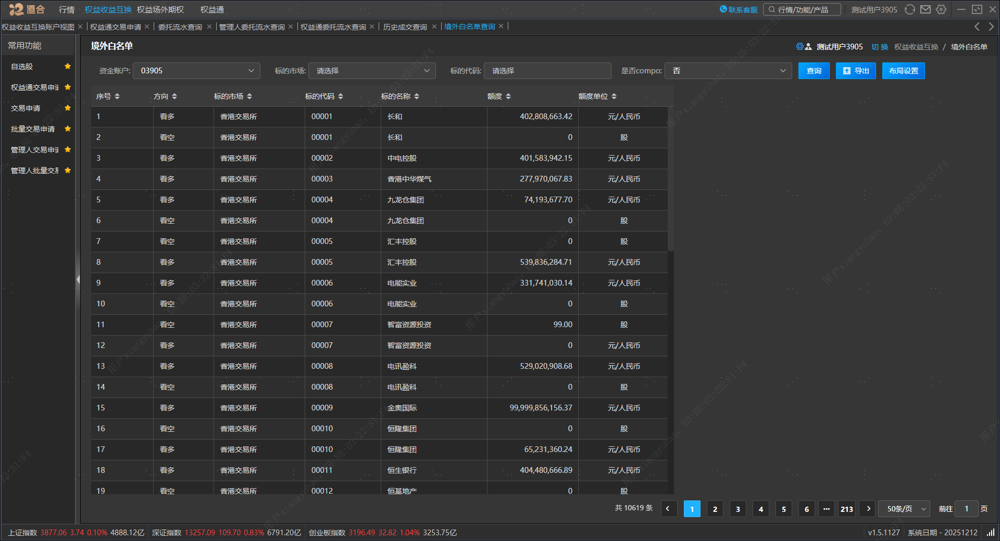 道合 行情 权益收益互换 权益场外期权 权益通 联系客服 行情/功能/产品 测试用户3905
权益收益互换账户视图 × 权益通交易申请 × 委托流水查询 × 管理人委托流水查询 × 权益通委托流水查询 × 历史成交查询 × 境外白名单查询 ×
常用功能
自选股
权益通交易申请
交易申请
批量交易申请
管理人交易申请
管理人批量交易
境外白名单 测试用户3905 切换 权益收益互换 / 境外白名单
资金账户: 03905 标的市场: 请选择 标的代码: 请选择 是否compo: 否 查询 导出 布局设置
序号 方向 标的市场 标的代码 标的名称 额度 额度单位
1 看多 香港交易所 00001 长和 402,808,663.42 元/人民币
2 看空 香港交易所 00001 长和 0 股
3 看多 香港交易所 00002 中电控股 401,583,942.15 元/人民币
4 看多 香港交易所 00003 香港中华煤气 277,970,067.83 元/人民币
5 看多 香港交易所 00004 九龙仓集团 74,193,677.70 元/人民币
6 看空 香港交易所 00004 九龙仓集团 0 股
7 看空 香港交易所 00005 汇丰控股 0 股
8 看多 香港交易所 00005 汇丰控股 539,836,284.71 元/人民币
9 看多 香港交易所 00006 电能实业 331,741,030.14 元/人民币
10 看空 香港交易所 00006 电能实业 0 股
11 看空 香港交易所 00007 智富资源投资 99.00 股
12 看多 香港交易所 00007 智富资源投资 0 元/人民币
13 看多 香港交易所 00008 电讯盈科 529,020,908.68 元/人民币
14 看空 香港交易所 00008 电讯盈科 0 股
15 看多 香港交易所 00009 金奥国际 99,999,856,156.37 元/人民币
16 看空 香港交易所 00010 恒隆集团 0 股
17 看多 香港交易所 00010 恒隆集团 65,231,360.24 元/人民币
18 看多 香港交易所 00011 恒生银行 404,480,666.89 元/人民币
19 看空 香港交易所 00012 恒基地产 0 股
共 10619 条 1 2 3 4 5 6 ··· 213 50条/页 前往 1 页
上证指数 3877.06 3.74 0.10% 4888.12亿 深证指数 13257.09 109.70 0.83% 6791.20亿 创业板指数 3196.49 32.82 1.04% 3253.75亿 v1.5.1127 系统日期 - 20251212
用户xiangyuhan, E0:BE:03:22:81:F4